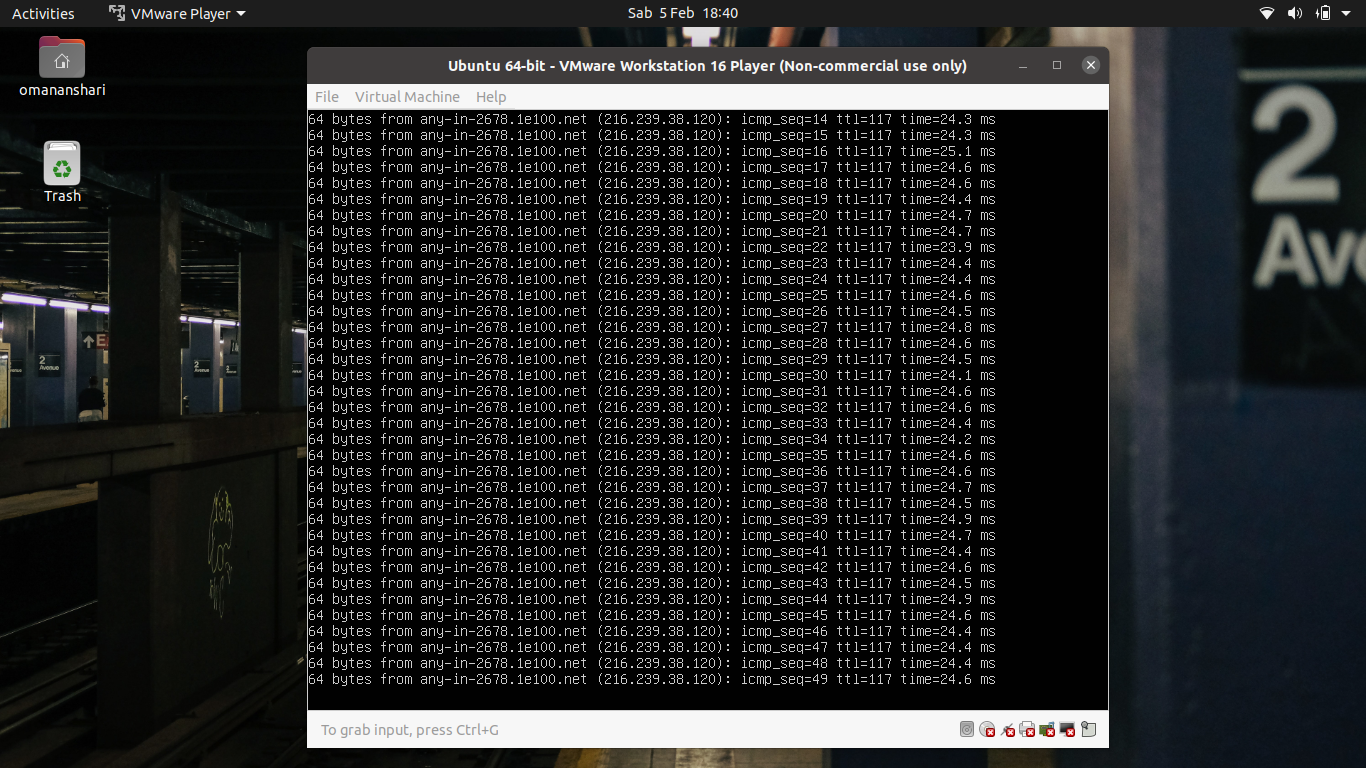 Activities
VMware Player
Sab 5 Feb 18:40
omananshari
Trash
Ubuntu 64-bit - VMware Workstation 16 Player (Non-commercial use only)
File Virtual Machine Help
64 bytes from any-in-2678.1e100.net (216.239.38.120): icmp_seq=14 ttl=117 time=24.3 ms
64 bytes from any-in-2678.1e100.net (216.239.38.120): icmp_seq=15 ttl=117 time=24.3 ms
64 bytes from any-in-2678.1e100.net (216.239.38.120): icmp_seq=16 ttl=117 time=25.1 ms
64 bytes from any-in-2678.1e100.net (216.239.38.120): icmp_seq=17 ttl=117 time=24.6 ms
64 bytes from any-in-2678.1e100.net (216.239.38.120): icmp_seq=18 ttl=117 time=24.6 ms
64 bytes from any-in-2678.1e100.net (216.239.38.120): icmp_seq=19 ttl=117 time=24.4 ms
64 bytes from any-in-2678.1e100.net (216.239.38.120): icmp_seq=20 ttl=117 time=24.7 ms
64 bytes from any-in-2678.1e100.net (216.239.38.120): icmp_seq=21 ttl=117 time=24.7 ms
64 bytes from any-in-2678.1e100.net (216.239.38.120): icmp_seq=22 ttl=117 time=23.9 ms
64 bytes from any-in-2678.1e100.net (216.239.38.120): icmp_seq=23 ttl=117 time=24.4 ms
64 bytes from any-in-2678.1e100.net (216.239.38.120): icmp_seq=24 ttl=117 time=24.4 ms
64 bytes from any-in-2678.1e100.net (216.239.38.120): icmp_seq=25 ttl=117 time=24.6 ms
64 bytes from any-in-2678.1e100.net (216.239.38.120): icmp_seq=26 ttl=117 time=24.5 ms
64 bytes from any-in-2678.1e100.net (216.239.38.120): icmp_seq=27 ttl=117 time=24.8 ms
64 bytes from any-in-2678.1e100.net (216.239.38.120): icmp_seq=28 ttl=117 time=24.6 ms
64 bytes from any-in-2678.1e100.net (216.239.38.120): icmp_seq=29 ttl=117 time=24.5 ms
64 bytes from any-in-2678.1e100.net (216.239.38.120): icmp_seq=30 ttl=117 time=24.1 ms
64 bytes from any-in-2678.1e100.net (216.239.38.120): icmp_seq=31 ttl=117 time=24.6 ms
64 bytes from any-in-2678.1e100.net (216.239.38.120): icmp_seq=32 ttl=117 time=24.6 ms
64 bytes from any-in-2678.1e100.net (216.239.38.120): icmp_seq=33 ttl=117 time=24.4 ms
64 bytes from any-in-2678.1e100.net (216.239.38.120): icmp_seq=34 ttl=117 time=24.2 ms
64 bytes from any-in-2678.1e100.net (216.239.38.120): icmp_seq=35 ttl=117 time=24.6 ms
64 bytes from any-in-2678.1e100.net (216.239.38.120): icmp_seq=36 ttl=117 time=24.6 ms
64 bytes from any-in-2678.1e100.net (216.239.38.120): icmp_seq=37 ttl=117 time=24.7 ms
64 bytes from any-in-2678.1e100.net (216.239.38.120): icmp_seq=38 ttl=117 time=24.5 ms
64 bytes from any-in-2678.1e100.net (216.239.38.120): icmp_seq=39 ttl=117 time=24.9 ms
64 bytes from any-in-2678.1e100.net (216.239.38.120): icmp_seq=40 ttl=117 time=24.7 ms
64 bytes from any-in-2678.1e100.net (216.239.38.120): icmp_seq=41 ttl=117 time=24.4 ms
64 bytes from any-in-2678.1e100.net (216.239.38.120): icmp_seq=42 ttl=117 time=24.6 ms
64 bytes from any-in-2678.1e100.net (216.239.38.120): icmp_seq=43 ttl=117 time=24.5 ms
64 bytes from any-in-2678.1e100.net (216.239.38.120): icmp_seq=44 ttl=117 time=24.9 ms
64 bytes from any-in-2678.1e100.net (216.239.38.120): icmp_seq=45 ttl=117 time=24.6 ms
64 bytes from any-in-2678.1e100.net (216.239.38.120): icmp_seq=46 ttl=117 time=24.4 ms
64 bytes from any-in-2678.1e100.net (216.239.38.120): icmp_seq=47 ttl=117 time=24.4 ms
64 bytes from any-in-2678.1e100.net (216.239.38.120): icmp_seq=48 ttl=117 time=24.4 ms
64 bytes from any-in-2678.1e100.net (216.239.38.120): icmp_seq=49 ttl=117 time=24.6 ms
To grab input, press Ctrl+G
2
Avenue
2
Ave